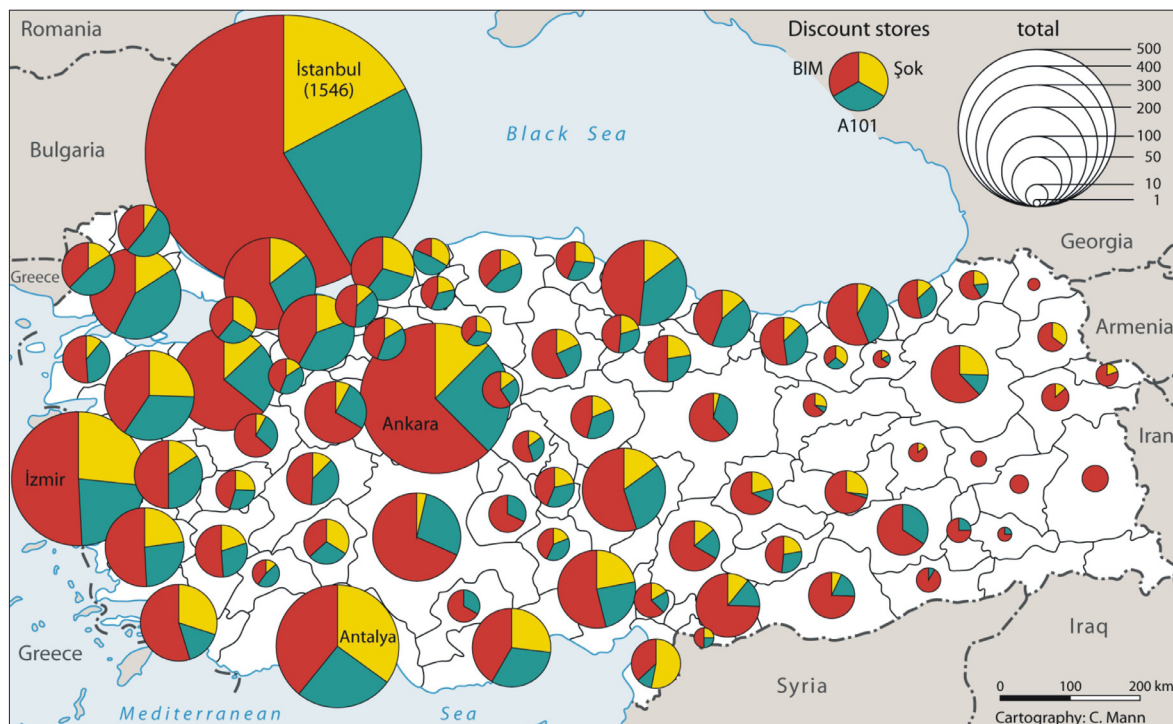 Romania
Bulgaria
Greece
İstanbul
(1546)
Black Sea
Discount stores
BIM
Şok
A101
total
500
400
300
200
100
50
10
1
Georgia
Armenia
Iran
Ankara
İzmir
Antalya
Greece
Mediterranean Sea
Syria
Iraq
0 100 200 km
Cartography: C. Mann